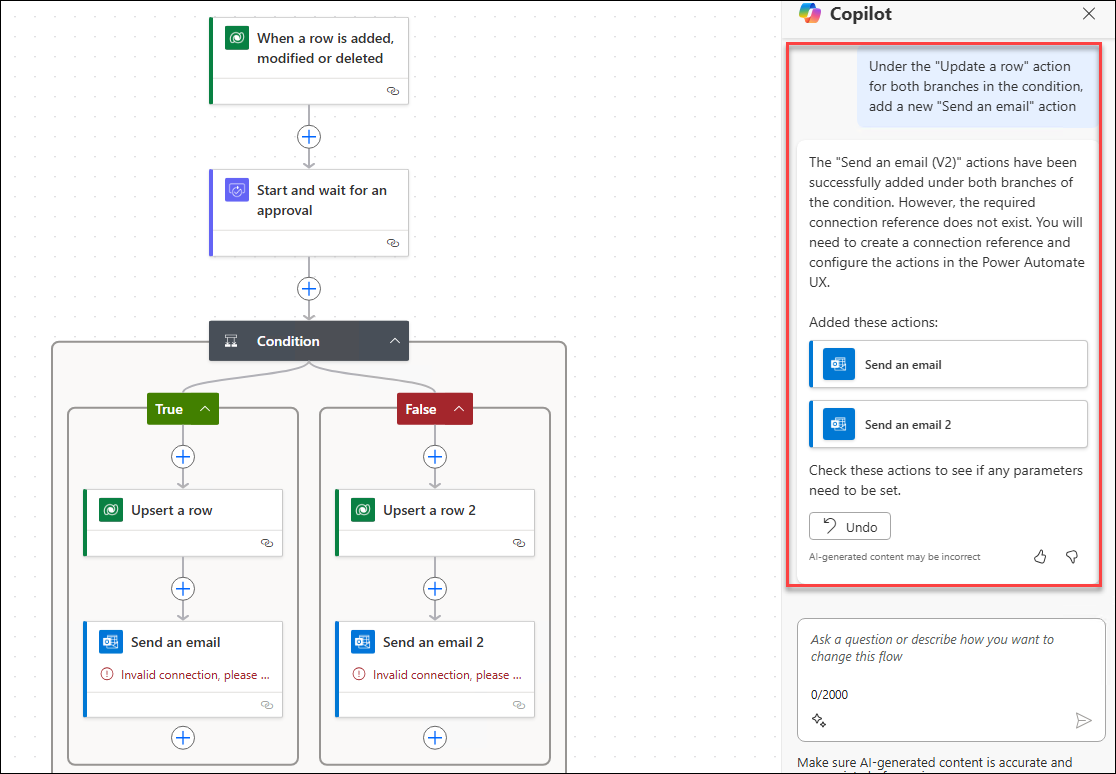 When a row is added,
modified or deleted
Start and wait for an
approval
Condition
True
False
Upsert a row
Upsert a row 2
Send an email
Invalid connection, please ...
Send an email 2
Invalid connection, please ...
Copilot
Under the "Update a row" action
for both branches in the condition,
add a new "Send an email" action
The "Send an email (V2)" actions have been
successfully added under both branches of
the condition. However, the required
connection reference does not exist. You will
need to create a connection reference and
configure the actions in the Power Automate
UX.
Added these actions:
Send an email
Send an email 2
Check these actions to see if any parameters
need to be set.
Undo
AI-generated content may be incorrect
Ask a question or describe how you want to
change this flow
0/2000
Make sure AI-generated content is accurate and